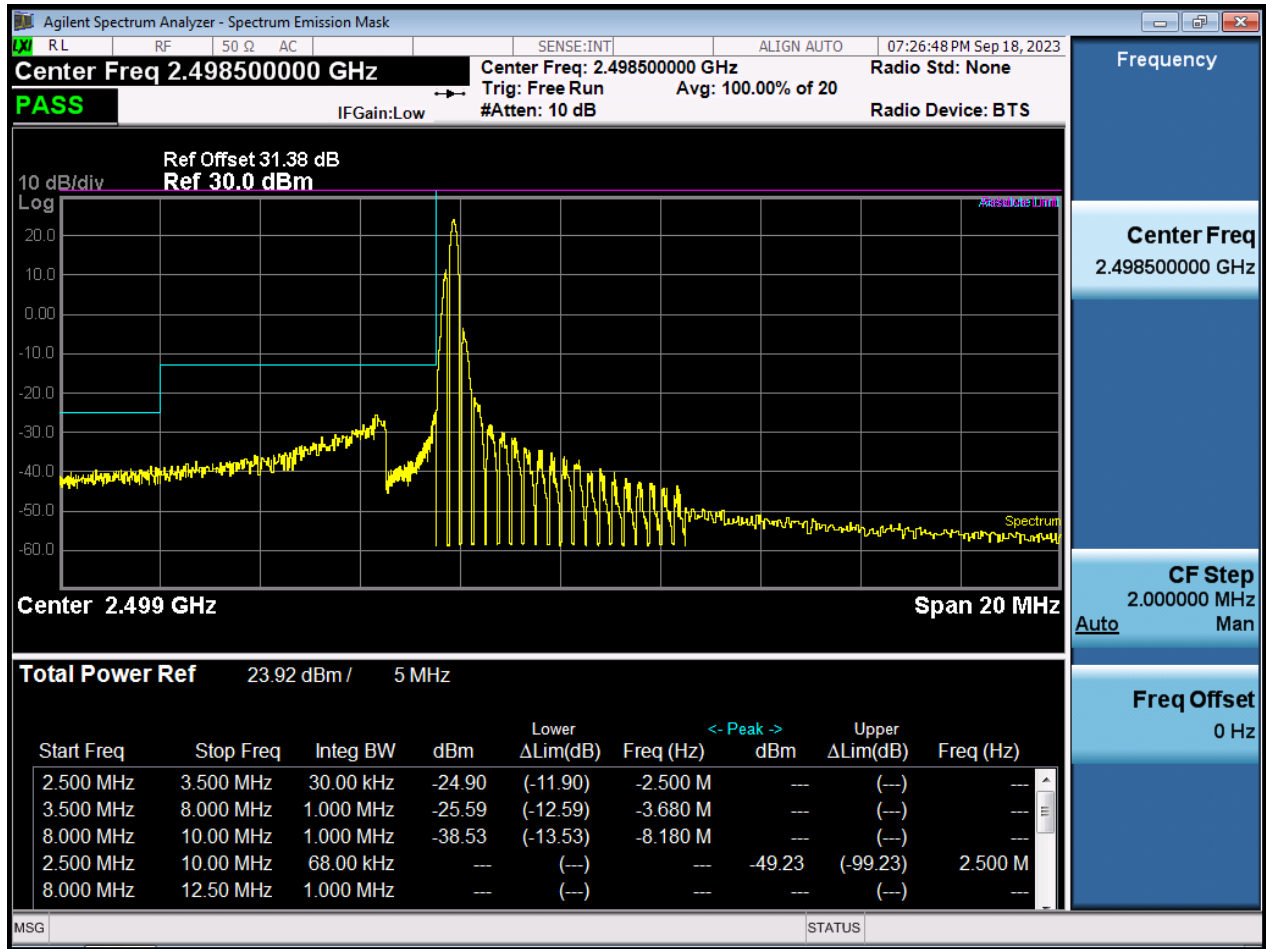 Agilent Spectrum Analyzer - Spectrum Emission Mask
LXI RL RF 50 Ω AC SENSE:INT ALIGN AUTO 07:26:48 PM Sep 18, 2023
Center Freq 2.498500000 GHz
Center Freq: 2.498500000 GHz Radio Std: None
Trig: Free Run Avg: 100.00% of 20
PASS IFGain:Low #Atten: 10 dB Radio Device: BTS
Ref Offset 31.38 dB
10 dB/div Ref 30.0 dBm
Log
Limit
20.0
10.0
0.00
-10.0
-20.0
-30.0
-40.0
-50.0
Spectrum
-60.0
Center 2.499 GHz Span 20 MHz
Total Power Ref 23.92 dBm / 5 MHz
Lower <- Peak -> Upper
Start Freq Stop Freq Integ BW dBm ΔLim(dB) Freq (Hz) dBm ΔLim(dB) Freq (Hz)
2.500 MHz 3.500 MHz 30.00 kHz -24.90 (-11.90) -2.500 M --- (---) ---
3.500 MHz 8.000 MHz 1.000 MHz -25.59 (-12.59) -3.680 M --- (---) ---
8.000 MHz 10.00 MHz 1.000 MHz -38.53 (-13.53) -8.180 M --- (---) ---
2.500 MHz 10.00 MHz 68.00 kHz --- (---) --- -49.23 (-99.23) 2.500 M
8.000 MHz 12.50 MHz 1.000 MHz --- (---) --- --- (---) ---
MSG STATUS
Frequency
Center Freq
2.498500000 GHz
CF Step
2.000000 MHz
Auto Man
Freq Offset
0 Hz